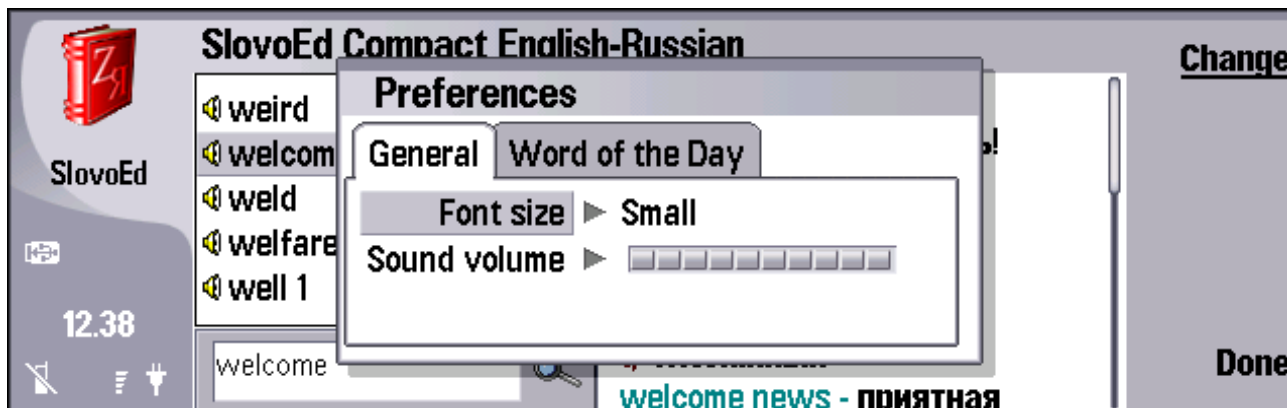 SlovoEd Compact English-Russian
Change
Preferences
General
Word of the Day
Font size
Small
Sound volume
SlovoEd
12.38
weird
welcom
weld
welfare
well 1
welcome
welcome news - приятная
Done